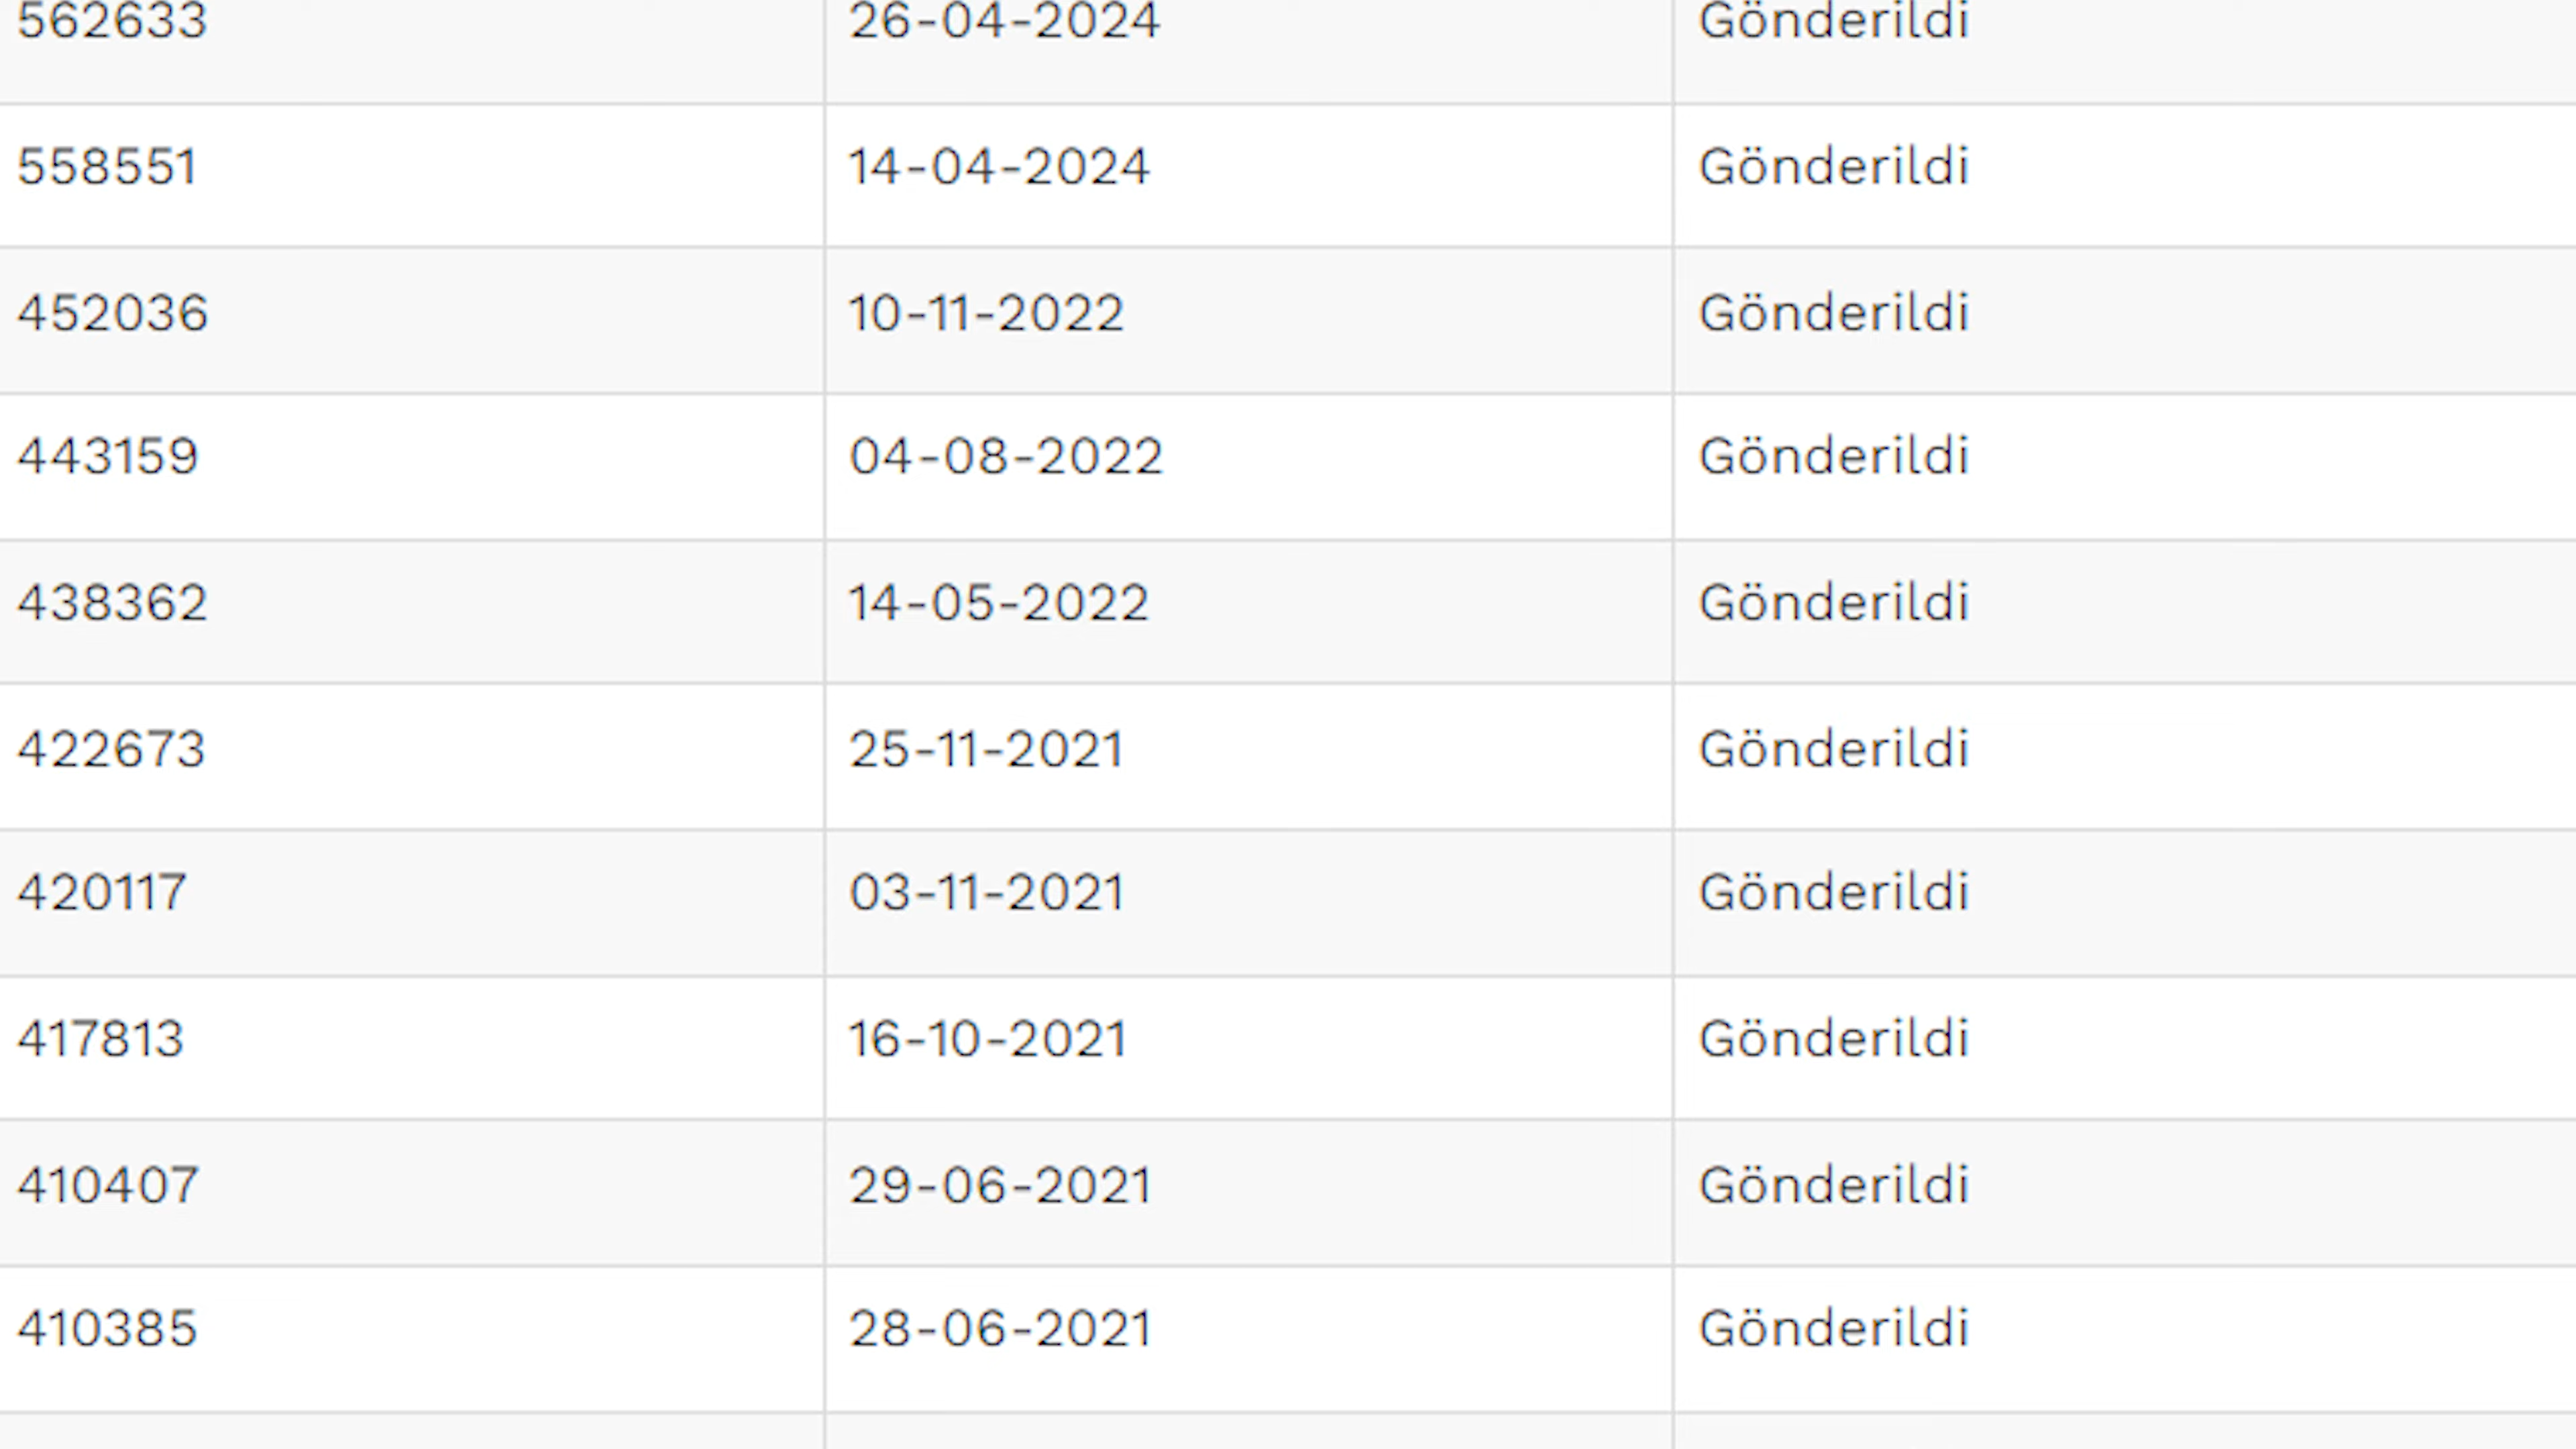 562633 26-04-2024 Gönderildi
558551 14-04-2024 Gönderildi
452036 10-11-2022 Gönderildi
443159 04-08-2022 Gönderildi
438362 14-05-2022 Gönderildi
422673 25-11-2021 Gönderildi
420117 03-11-2021 Gönderildi
417813 16-10-2021 Gönderildi
410407 29-06-2021 Gönderildi
410385 28-06-2021 Gönderildi